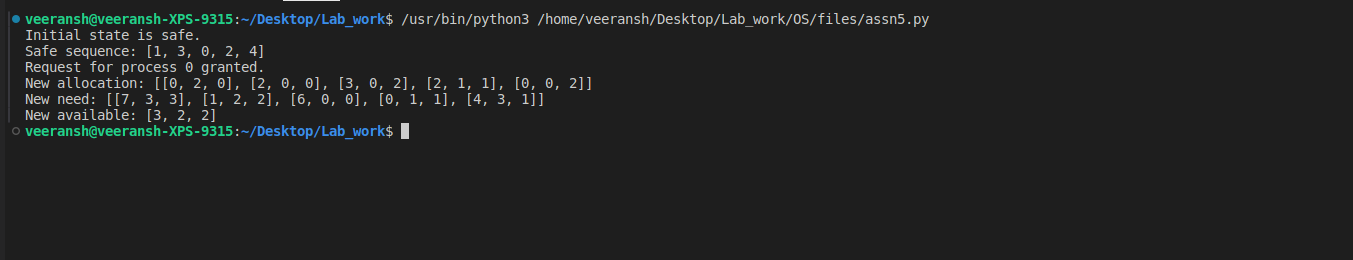 veeransh@veeransh-XPS-9315:~/Desktop/Lab_work$ /usr/bin/python3 /home/veeransh/Desktop/Lab_work/OS/files/assn5.py
Initial state is safe.
Safe sequence: [1, 3, 0, 2, 4]
Request for process 0 granted.
New allocation: [[0, 2, 0], [2, 0, 0], [3, 0, 2], [2, 1, 1], [0, 0, 2]]
New need: [[7, 3, 3], [1, 2, 2], [6, 0, 0], [0, 1, 1], [4, 3, 1]]
New available: [3, 2, 2]
veeransh@veeransh-XPS-9315:~/Desktop/Lab_work$